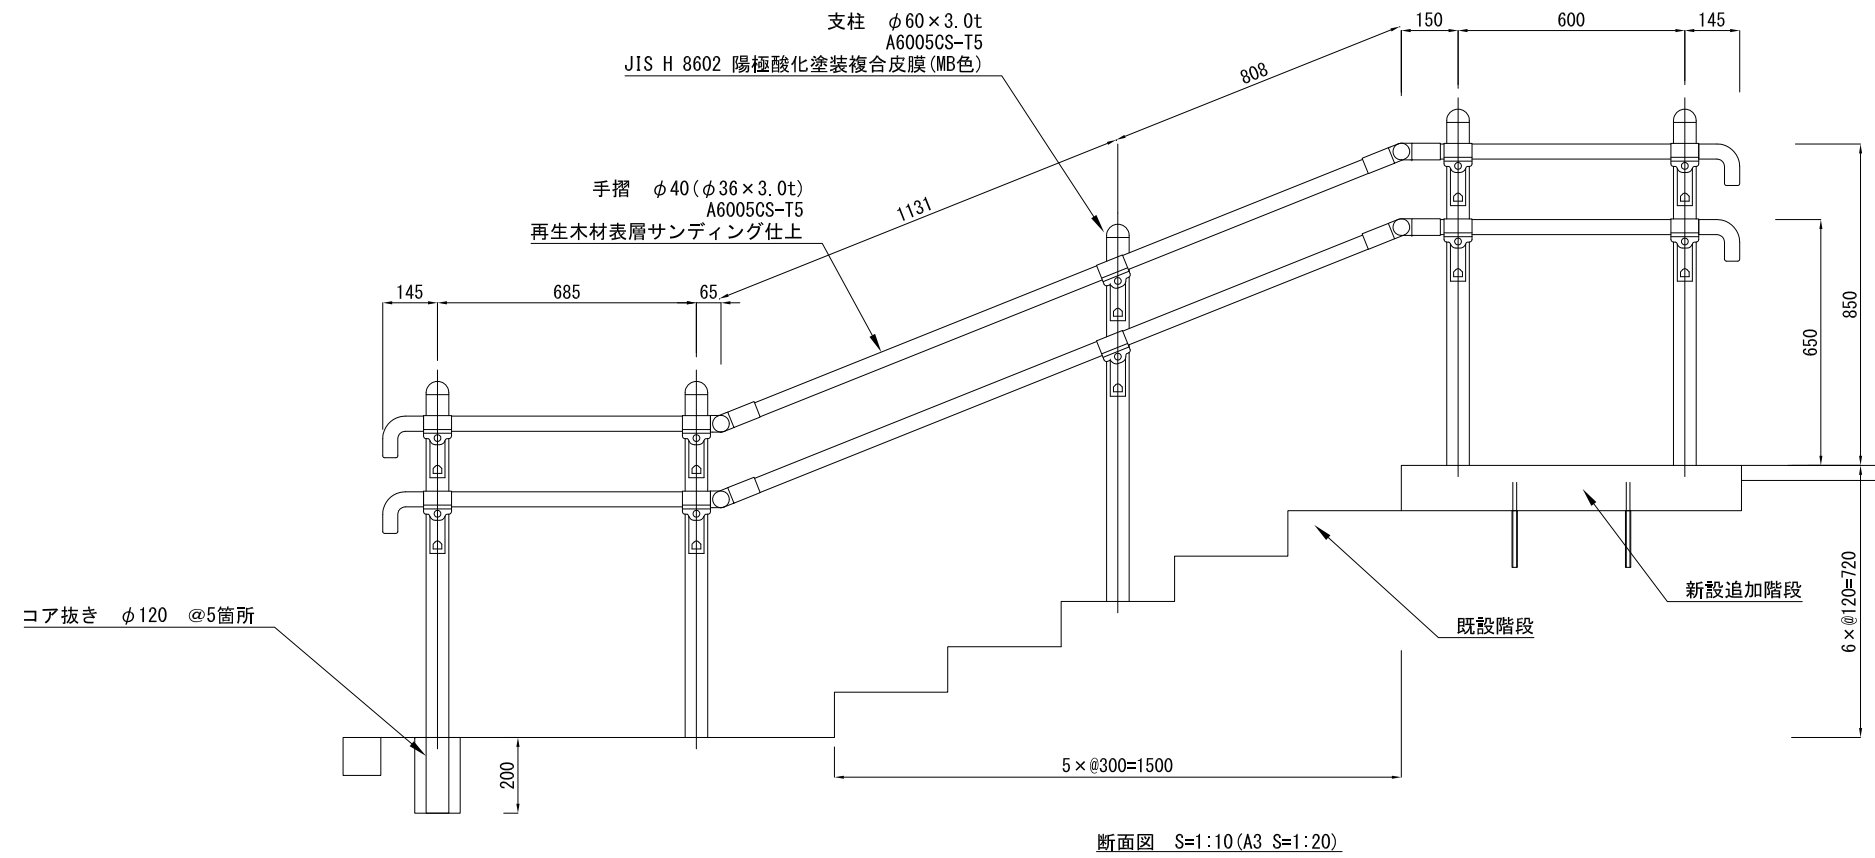 支柱　φ60×3.0t
A6005CS-T5
JIS H 8602 陽極酸化塗装複合皮膜(MB色)
150
600
145
808
手摺　φ40(φ36×3.0t)
A6005CS-T5
再生木材表層サンディング仕上
1131
145
685
65
850
650
コア抜き　φ120　@5箇所
新設追加階段
既設階段
6×@120=720
200
5×@300=1500
断面図　S=1:10(A3 S=1:20)